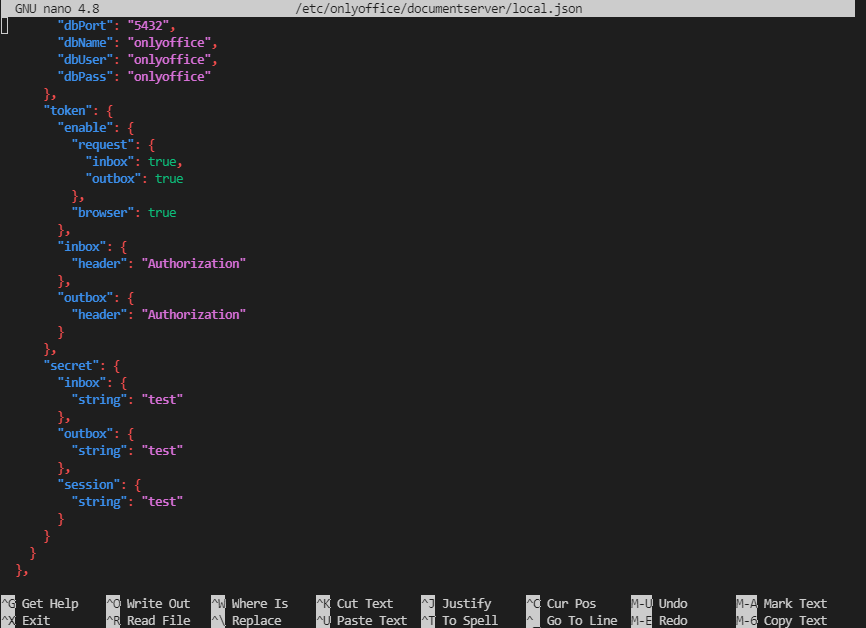 GNU nano 4.8 /etc/onlyoffice/documentserver/local.json
"dbPort": "5432",
"dbName": "onlyoffice",
"dbUser": "onlyoffice",
"dbPass": "onlyoffice"
},
"token": {
"enable": {
"request": {
"inbox": true,
"outbox": true
},
"browser": true
},
"inbox": {
"header": "Authorization"
},
"outbox": {
"header": "Authorization"
}
},
"secret": {
"inbox": {
"string": "test"
},
"outbox": {
"string": "test"
},
"session": {
"string": "test"
}
}
}
},
^G Get Help ^O Write Out ^W Where Is ^K Cut Text ^J Justify ^C Cur Pos M-U Undo M-A Mark Text
^X Exit ^R Read File ^\ Replace ^U Paste Text ^T To Spell ^_ Go To Line M-E Redo M-6 Copy Text